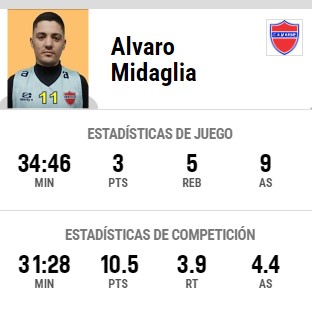 Alvaro
Midaglia
11
ESTADÍSTICAS DE JUEGO
34:46 3 5 9
MIN PTS REB AS
ESTADÍSTICAS DE COMPETICIÓN
31:28 10.5 3.9 4.4
MIN PTS RT AS